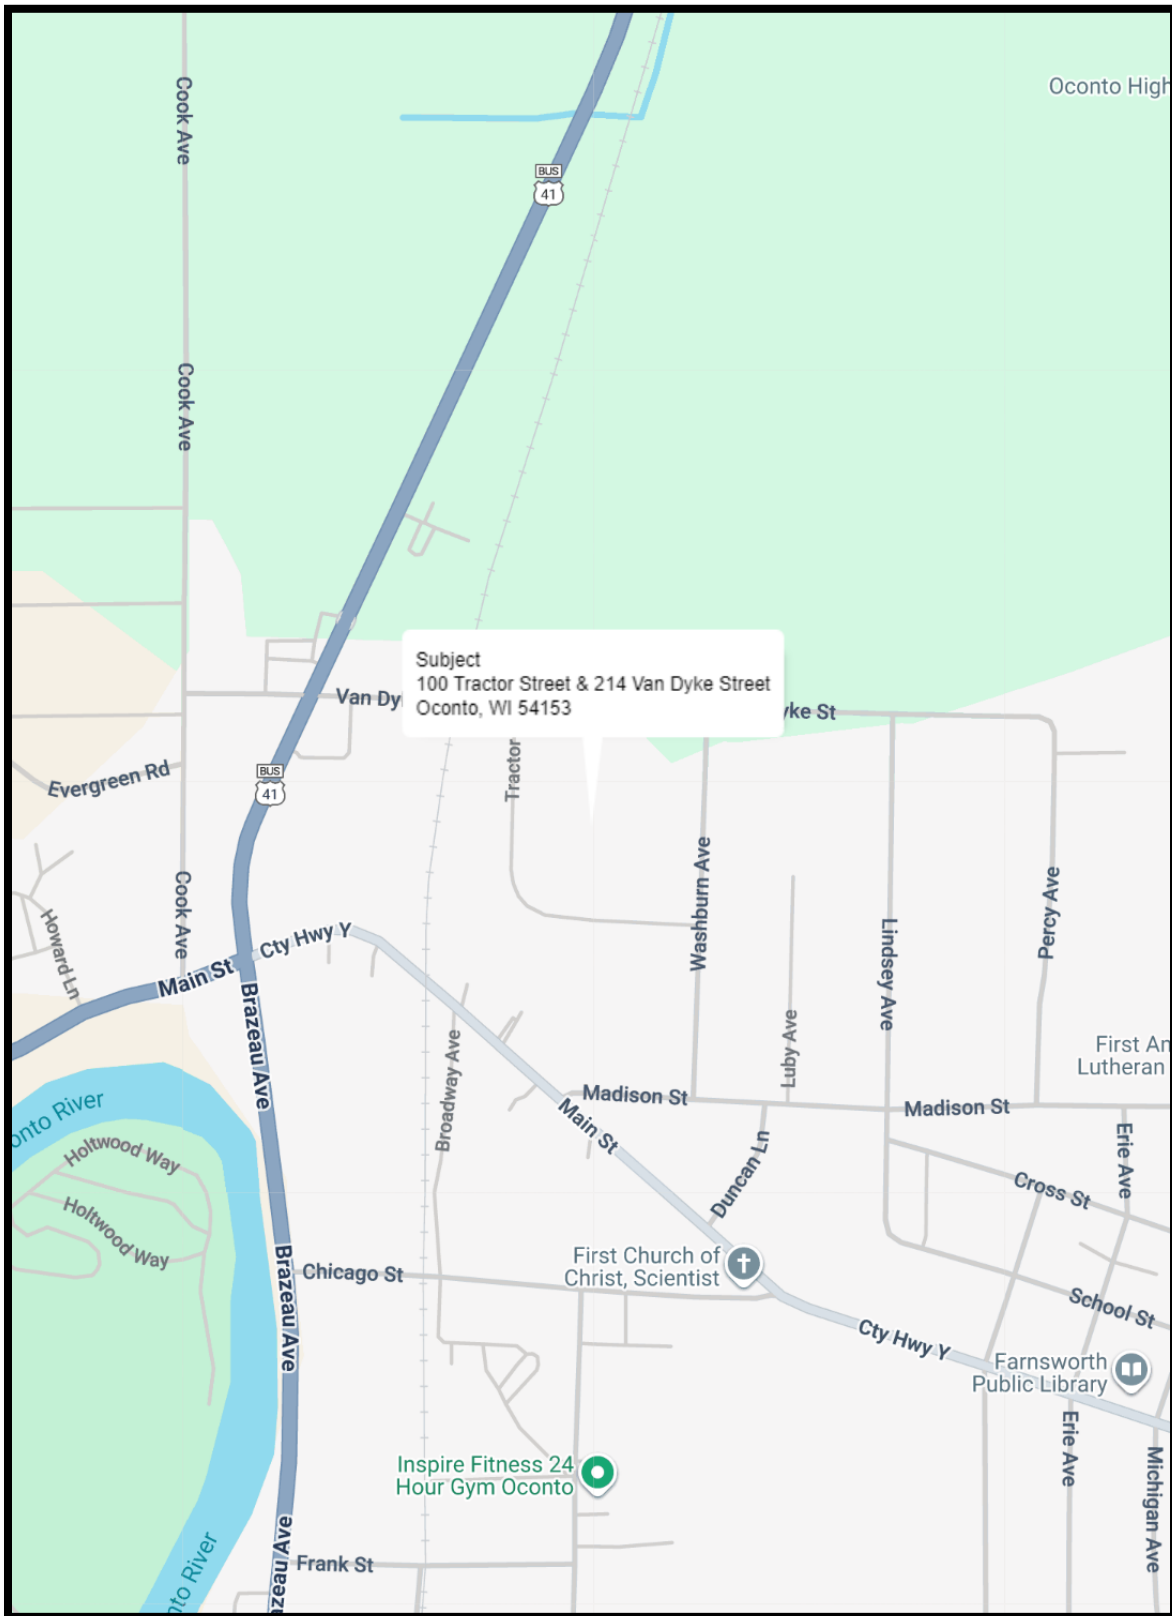 Cook Ave
Oconto High
BUS
41
Cook Ave
Subject
100 Tractor Street & 214 Van Dyke Street
Oconto, WI 54153
Van Dy
yke St
Tractor
Evergreen Rd
BUS
41
Cook Ave
Washburn Ave
Percy Ave
Howard Ln
Cty Hwy Y
Lindsey Ave
Main St
Brazeau Ave
Broadway Ave
Luby Ave
First An
Lutheran
Madison St
Madison St
onto River
Main St
Holtwood Way
Duncan Ln
Erie Ave
Cross St
Holtwood Way
First Church of
Christ, Scientist
Brazeau Ave
Chicago St
School St
Cty Hwy Y
Farnsworth
Public Library
Erie Ave
Inspire Fitness 24
Hour Gym Oconto
Michigan Ave
nto River
azeau Ave
Frank St